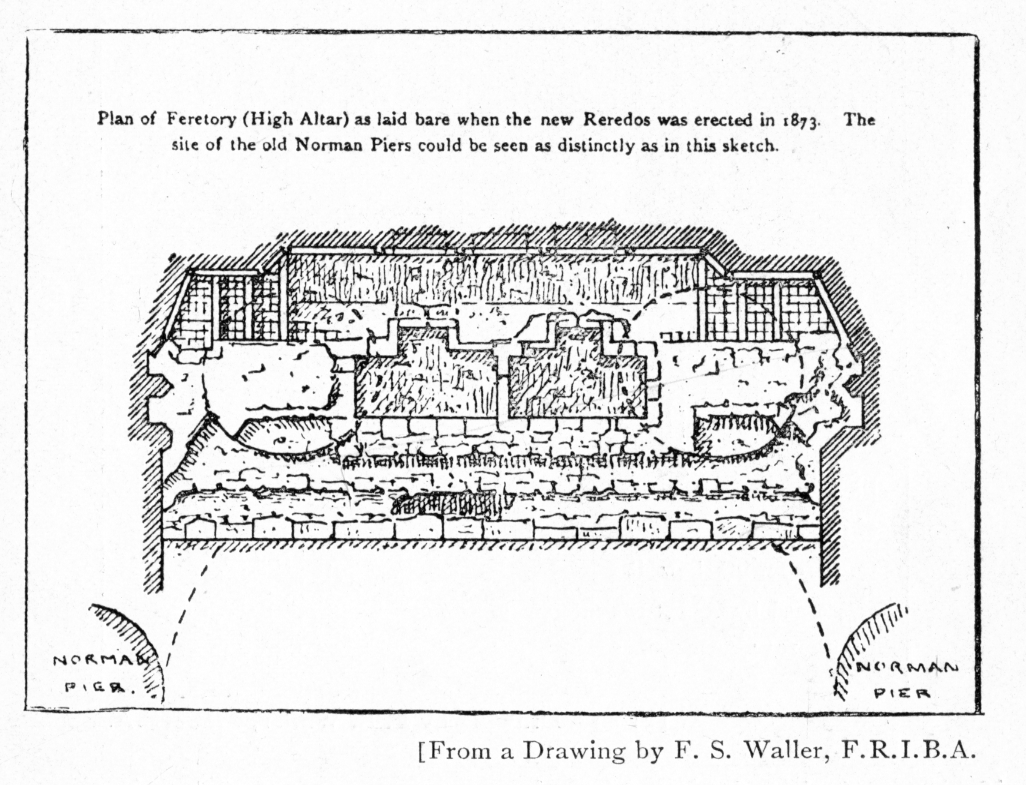 Plan of Feretory (High Altar) as laid bare when the new Reredos was erected in 1873. The
site of the old Norman Piers could be seen as distinctly as in this sketch.
NORMAN
PIER.
NORMAN
PIER
[From a Drawing by F. S. Waller, F.R.I.B.A.